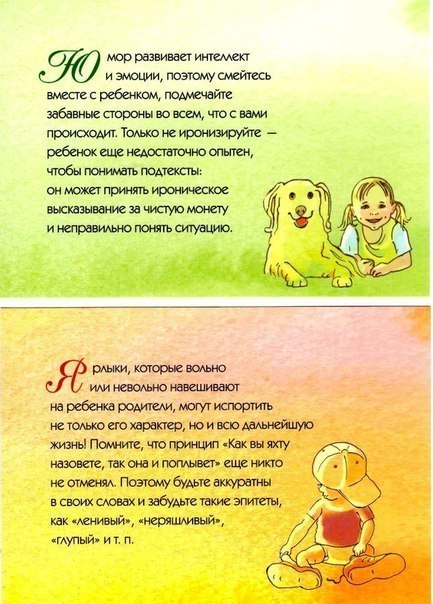 Юмор развивает интеллект
и эмоции, поэтому смейтесь
вместе с ребенком, подмечайте
забавные стороны во всем, что с вами
происходит. Только не иронизируйте —
ребенок еще недостаточно опытен,
чтобы понимать подтексты:
он может принять ироническое
высказывание за чистую монету
и неправильно понять ситуацию.
Ярлыки, которые вольно
или невольно навешивают
на ребенка родители, могут испортить
не только его характер, но и всю дальнейшую
жизнь! Помните, что принцип «Как вы яхту
назовете, так она и поплывет» еще никто
не отменял. Поэтому будьте аккуратны
в своих словах и забудьте такие эпитеты,
как «ленивый», «неряшливый»,
«глупый» и т. п.